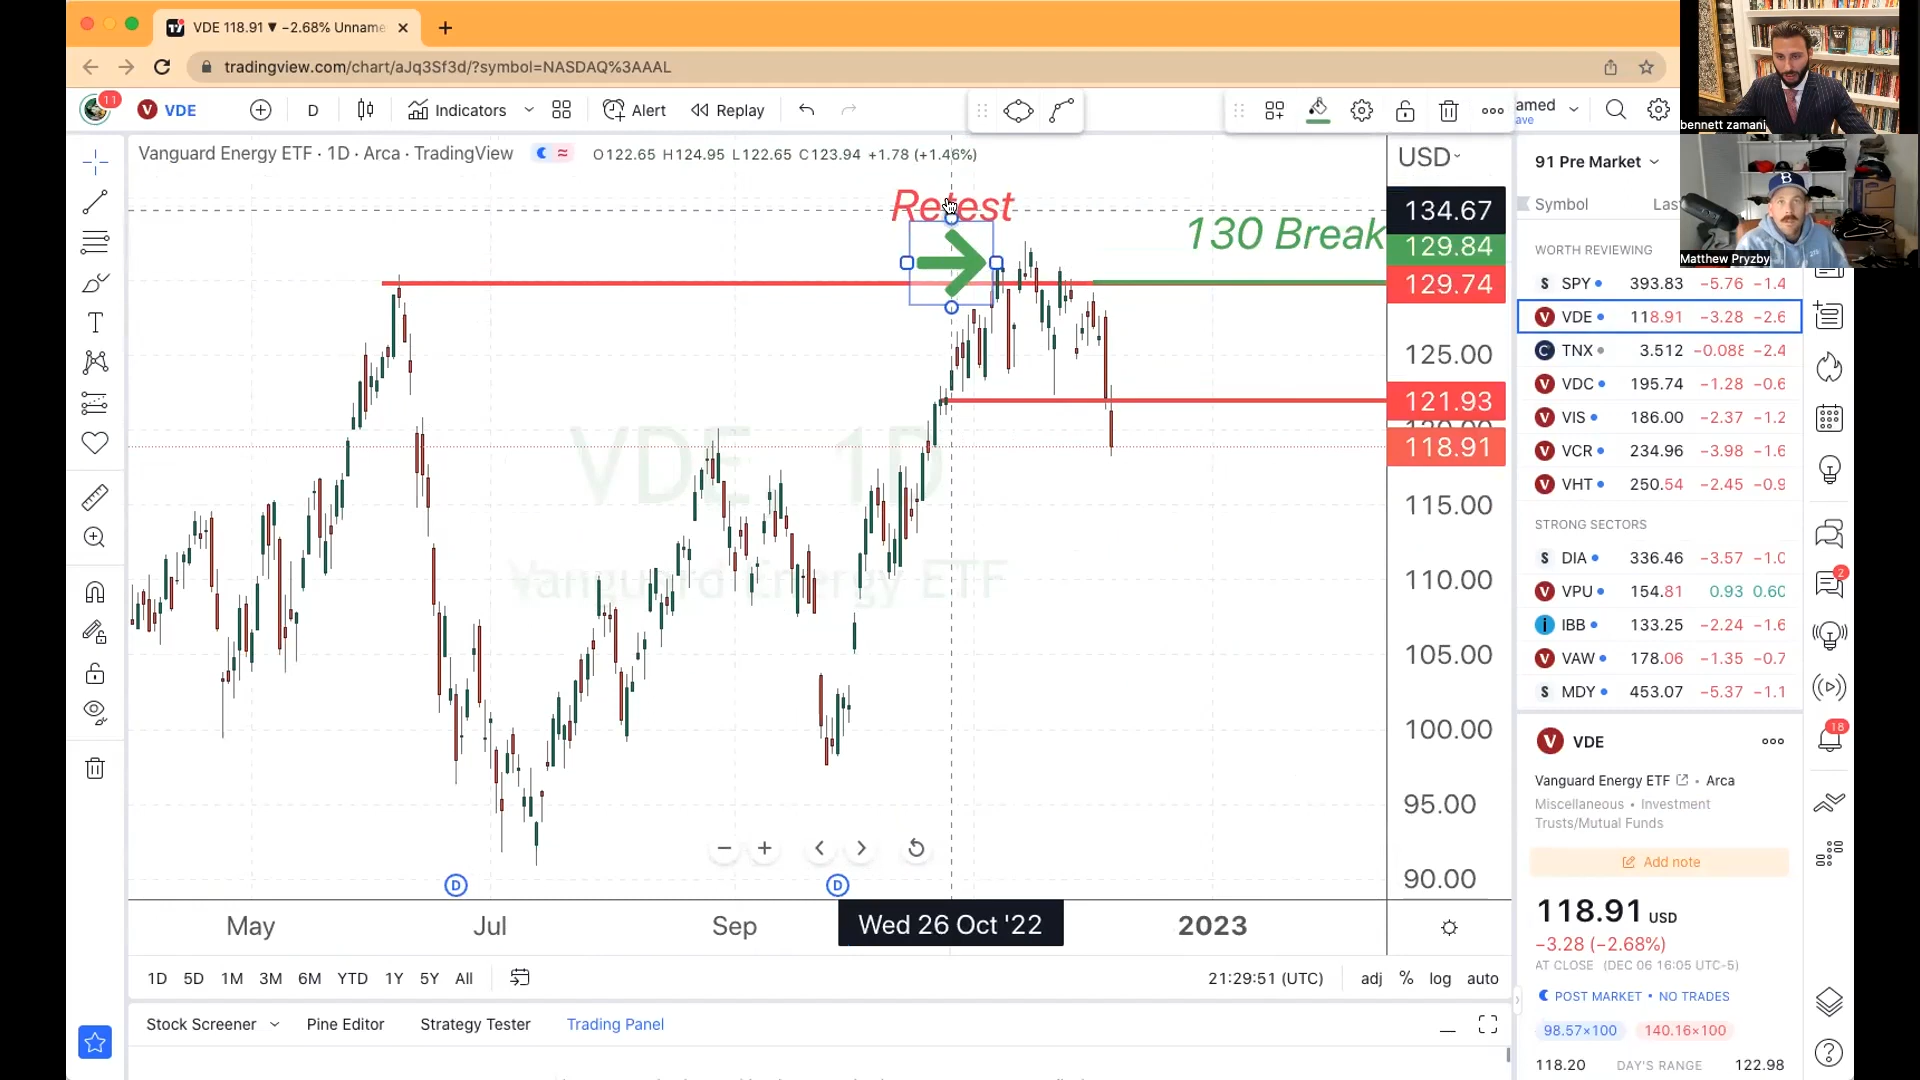 VDE 118.91 ▼ −2.68% Unname
tradingview.com/chart/aJq3Sf3d/?symbol=NASDAQ%3AAAL
11
VDE
D
Indicators
Alert
Replay
amed
ave
bennett zamani
Matthew Pryzby
Vanguard Energy ETF · 1D · Arca · TradingView
O122.65 H124.95 L122.65 C123.94 +1.78 (+1.46%)
USD
Retest
130 Break
134.67
129.84
129.74
125.00
121.93
118.91
115.00
110.00
105.00
100.00
95.00
90.00
VDE 1D
Vanguard Energy ETF
D
D
May
Jul
Sep
Wed 26 Oct '22
2023
1D 5D 1M 3M 6M YTD 1Y 5Y All
21:29:51 (UTC)
adj % log auto
Stock Screener
Pine Editor
Strategy Tester
Trading Panel
91 Pre Market
Symbol Las
WORTH REVIEWING
SPY 393.83 −5.76 −1.4
VDE 118.91 −3.28 −2.6
TNX 3.512 −0.088 −2.4
VDC 195.74 −1.28 −0.6
VIS 186.00 −2.37 −1.2
VCR 234.96 −3.98 −1.6
VHT 250.54 −2.45 −0.9
STRONG SECTORS
DIA 336.46 −3.57 −1.0
VPU 154.81 0.93 0.60
IBB 133.25 −2.24 −1.6
VAW 178.06 −1.35 −0.7
MDY 453.07 −5.37 −1.1
VDE
Vanguard Energy ETF • Arca
Miscellaneous • Investment
Trusts/Mutual Funds
Add note
118.91 USD
−3.28 (−2.68%)
AT CLOSE (DEC 06 16:05 UTC-5)
POST MARKET • NO TRADES
98.57×100 140.16×100
118.20 DAY'S RANGE 122.98
2
18